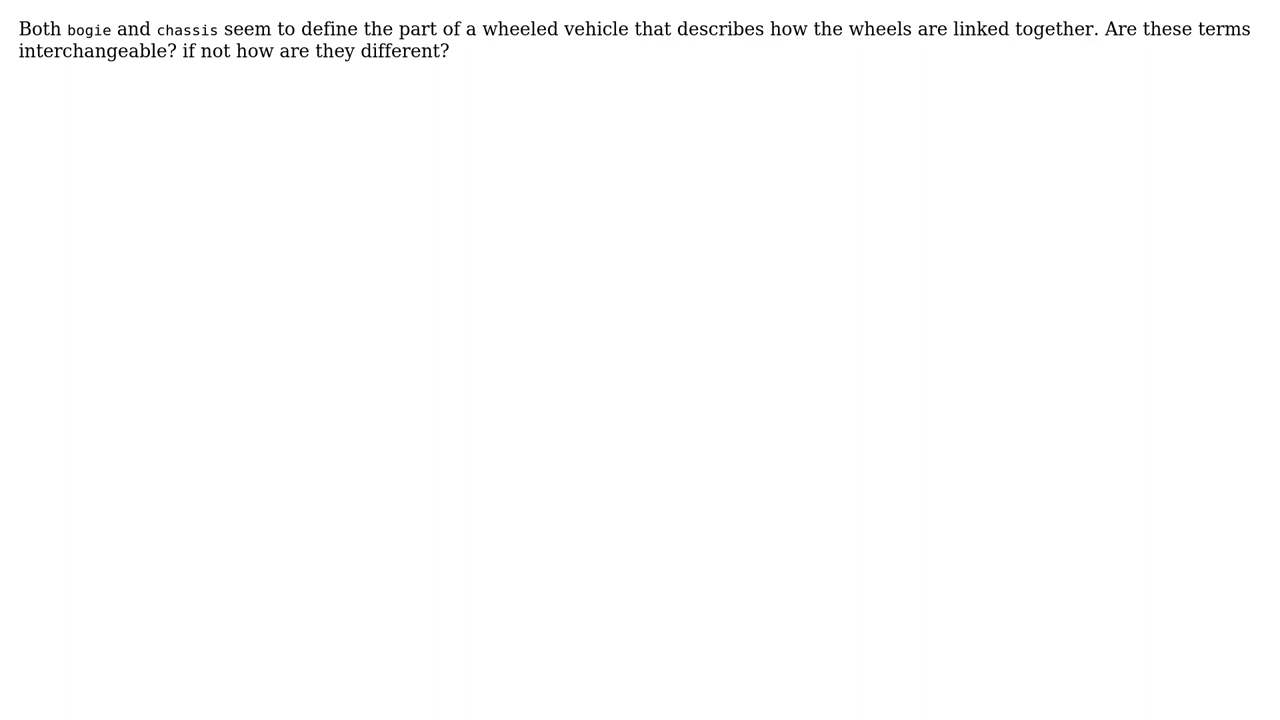 Both bogie and chassis seem to define the part of a wheeled vehicle that describes how the wheels are linked together. Are these terms
interchangeable? if not how are they different?